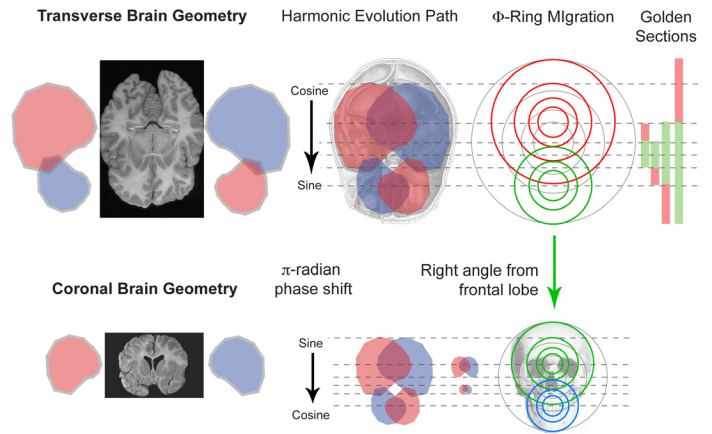 Transverse Brain Geometry
Harmonic Evolution Path
Φ-Ring MIgration
Golden
Sections
Cosine
Sine
Coronal Brain Geometry
π-radian
phase shift
Right angle from
frontal lobe
Sine
Cosine